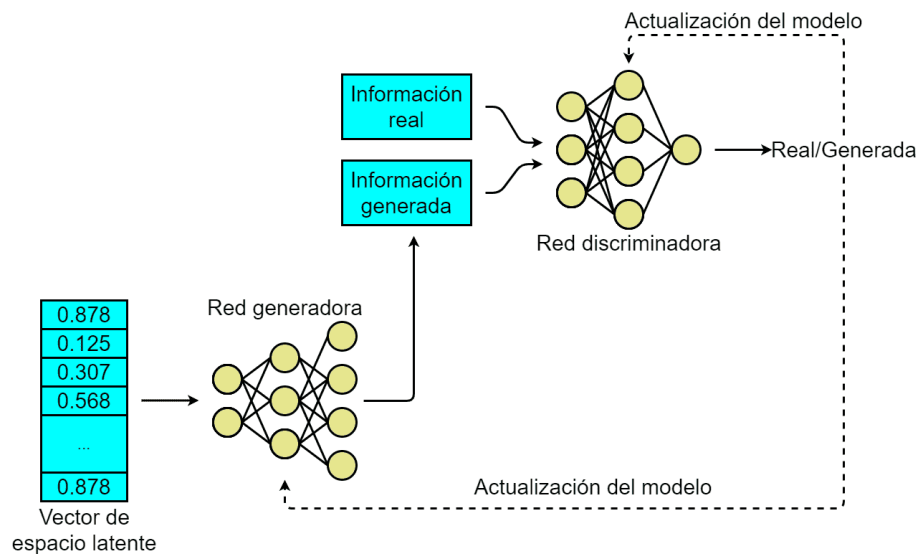 Actualización del modelo
Información
real
Información
generada
Real/Generada
Red discriminadora
Red generadora
0.878
0.125
0.307
0.568
...
0.878
Vector de
espacio latente
Actualización del modelo